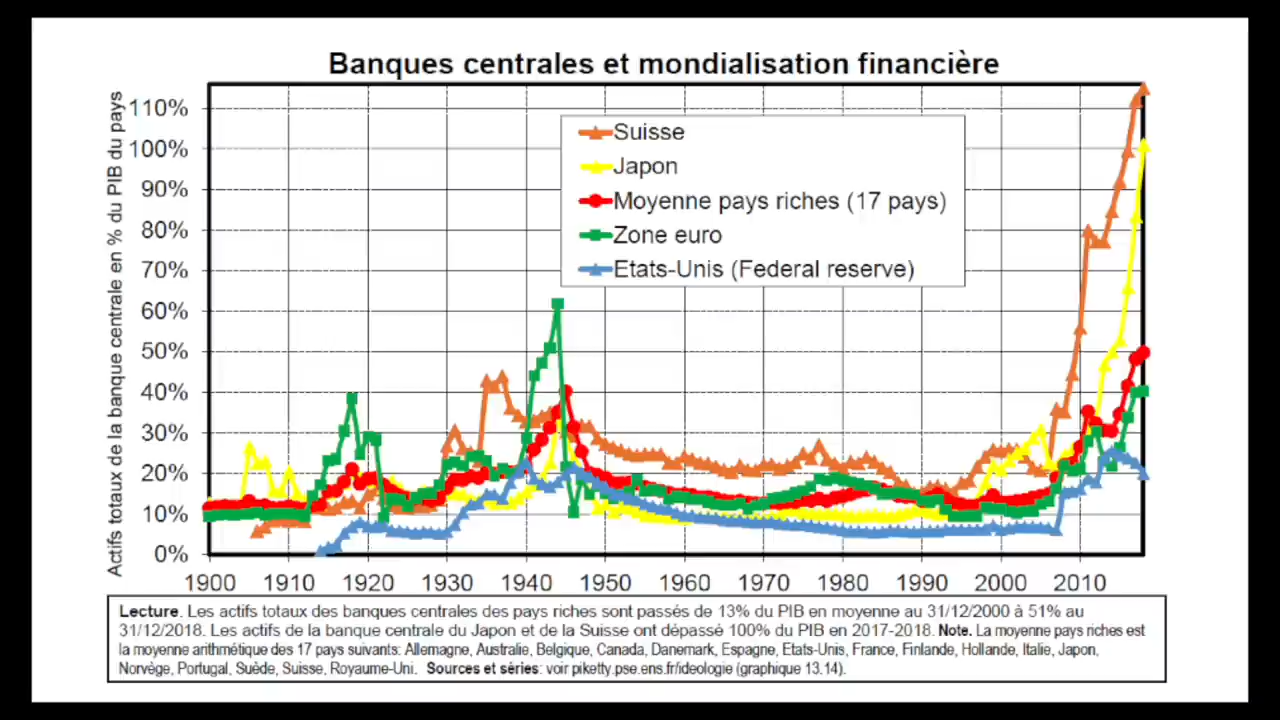 Banques centrales et mondialisation financière
Actifs totaux de la banque centrale en % du PIB du pays
110%
100%
90%
80%
70%
60%
50%
40%
30%
20%
10%
0%
Suisse
Japon
Moyenne pays riches (17 pays)
Zone euro
Etats-Unis (Federal reserve)
1900 1910 1920 1930 1940 1950 1960 1970 1980 1990 2000 2010
Lecture. Les actifs totaux des banques centrales des pays riches sont passés de 13% du PIB en moyenne au 31/12/2000 à 51% au
31/12/2018. Les actifs de la banque centrale du Japon et de la Suisse ont dépassé 100% du PIB en 2017-2018. Note. La moyenne pays riches est
la moyenne arithmétique des 17 pays suivants: Allemagne, Australie, Belgique, Canada, Danemark, Espagne, Etats-Unis, France, Finlande, Hollande, Italie, Japon,
Norvège, Portugal, Suède, Suisse, Royaume-Uni. Sources et séries: voir piketty.pse.ens.fr/ideologie (graphique 13.14).